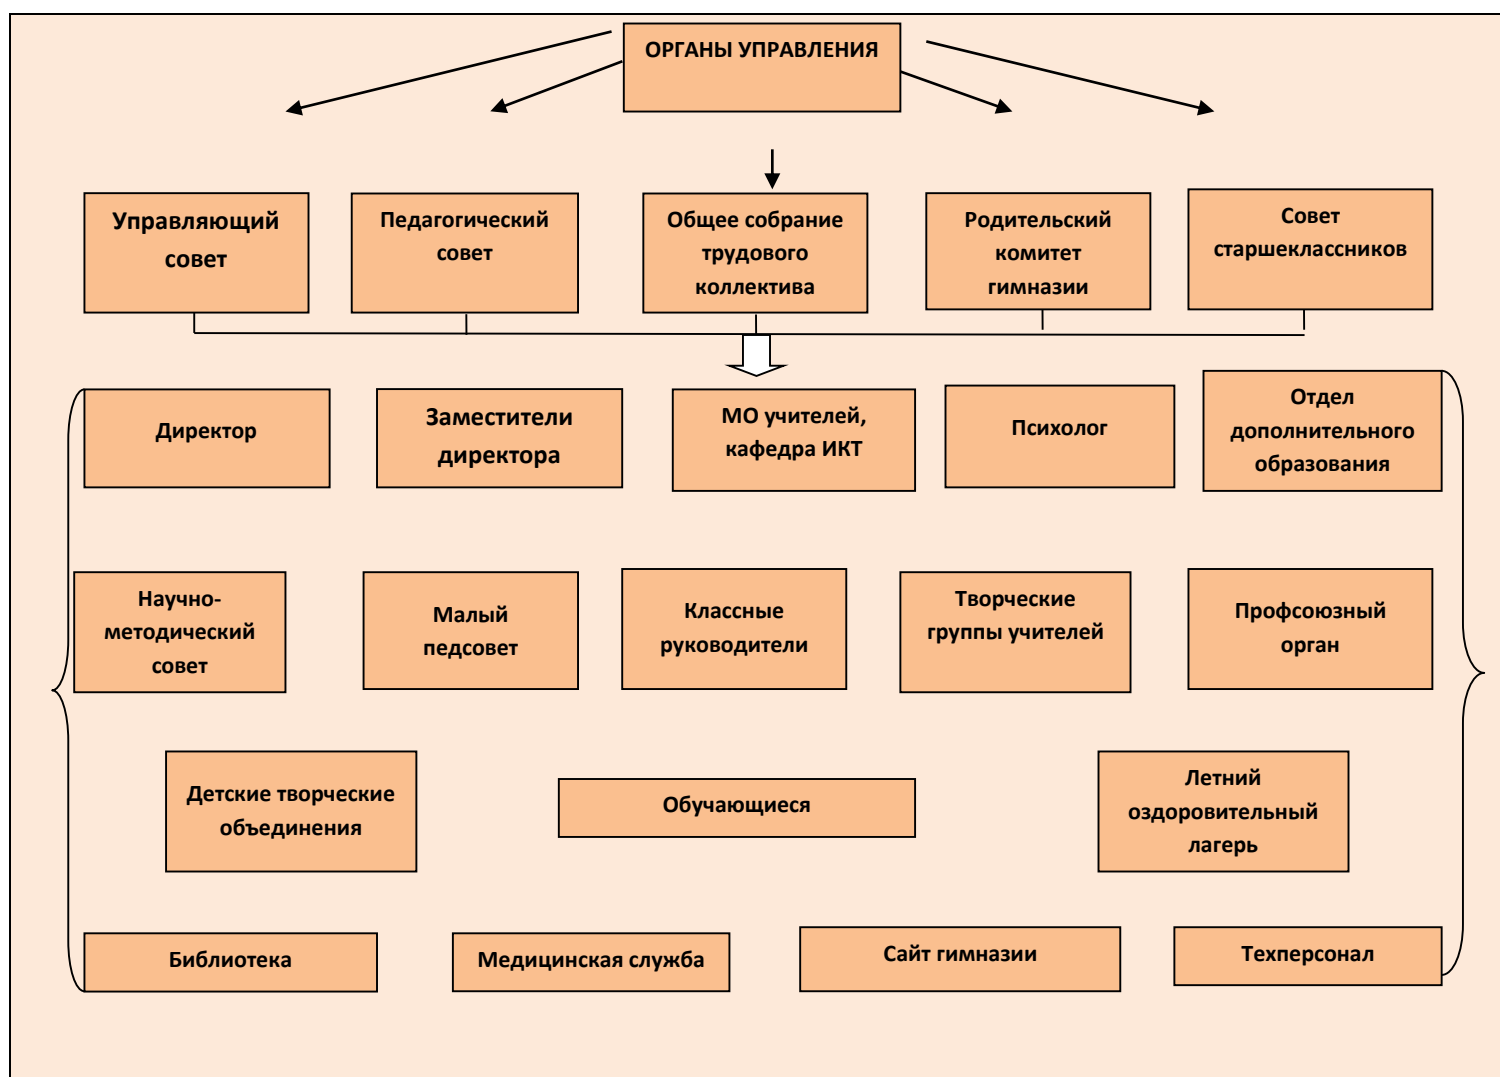 ОРГАНЫ УПРАВЛЕНИЯ
Управляющий
совет
Педагогический
совет
Общее собрание
трудового
коллектива
Родительский
комитет
гимназии
Совет
старшеклассников
Директор
Заместители
директора
МО учителей,
кафедра ИКТ
Психолог
Отдел
дополнительного
образования
Научно-
методический
совет
Малый
педсовет
Классные
руководители
Творческие
группы учителей
Профсоюзный
орган
Детские творческие
объединения
Обучающиеся
Летний
оздоровительный
лагерь
Библиотека
Медицинская служба
Сайт гимназии
Техперсонал